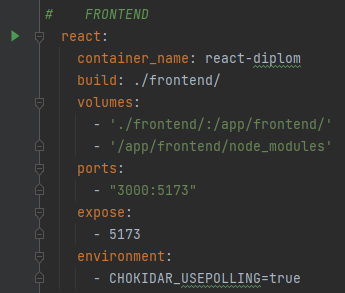 #    FRONTEND
react:
container_name: react-diplom
build: ./frontend/
volumes:
- './frontend/:/app/frontend/'
- '/app/frontend/node_modules'
ports:
- "3000:5173"
expose:
- 5173
environment:
- CHOKIDAR_USEPOLLING=true